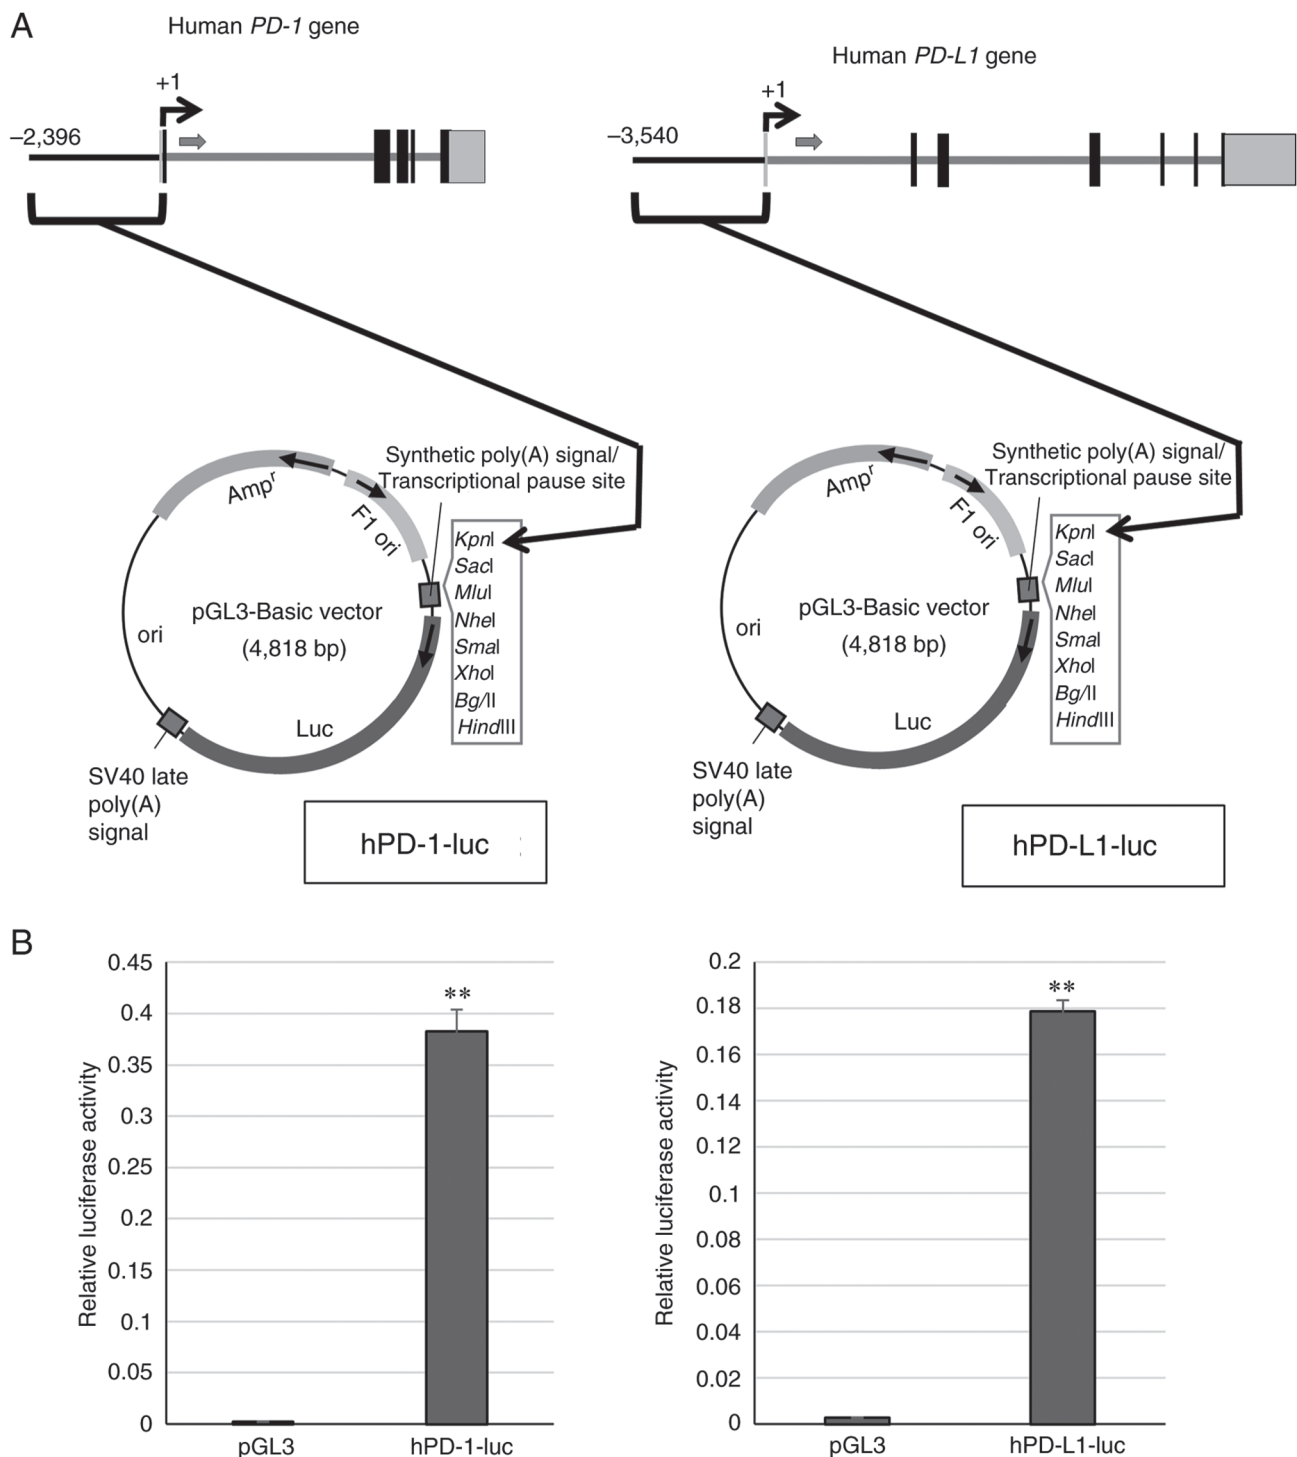 A
Human PD-1 gene
Human PD-L1 gene
+1
+1
–2,396
–3,540
Synthetic poly(A) signal/
Transcriptional pause site
Ampr
F1 ori
KpnI
SacI
MluI
NheI
SmaI
XhoI
Bg/II
HindIII
pGL3-Basic vector
(4,818 bp)
ori
Luc
SV40 late
poly(A)
signal
hPD-1-luc
Synthetic poly(A) signal/
Transcriptional pause site
Ampr
F1 ori
KpnI
SacI
MluI
NheI
SmaI
XhoI
Bg/II
HindIII
pGL3-Basic vector
(4,818 bp)
ori
Luc
SV40 late
poly(A)
signal
hPD-L1-luc
B
Relative luciferase activity
0.45
0.4
0.35
0.3
0.25
0.2
0.15
0.1
0.05
0
**
pGL3
hPD-1-luc
Relative luciferase activity
0.2
0.18
0.16
0.14
0.12
0.1
0.08
0.06
0.04
0.02
0
**
pGL3
hPD-L1-luc